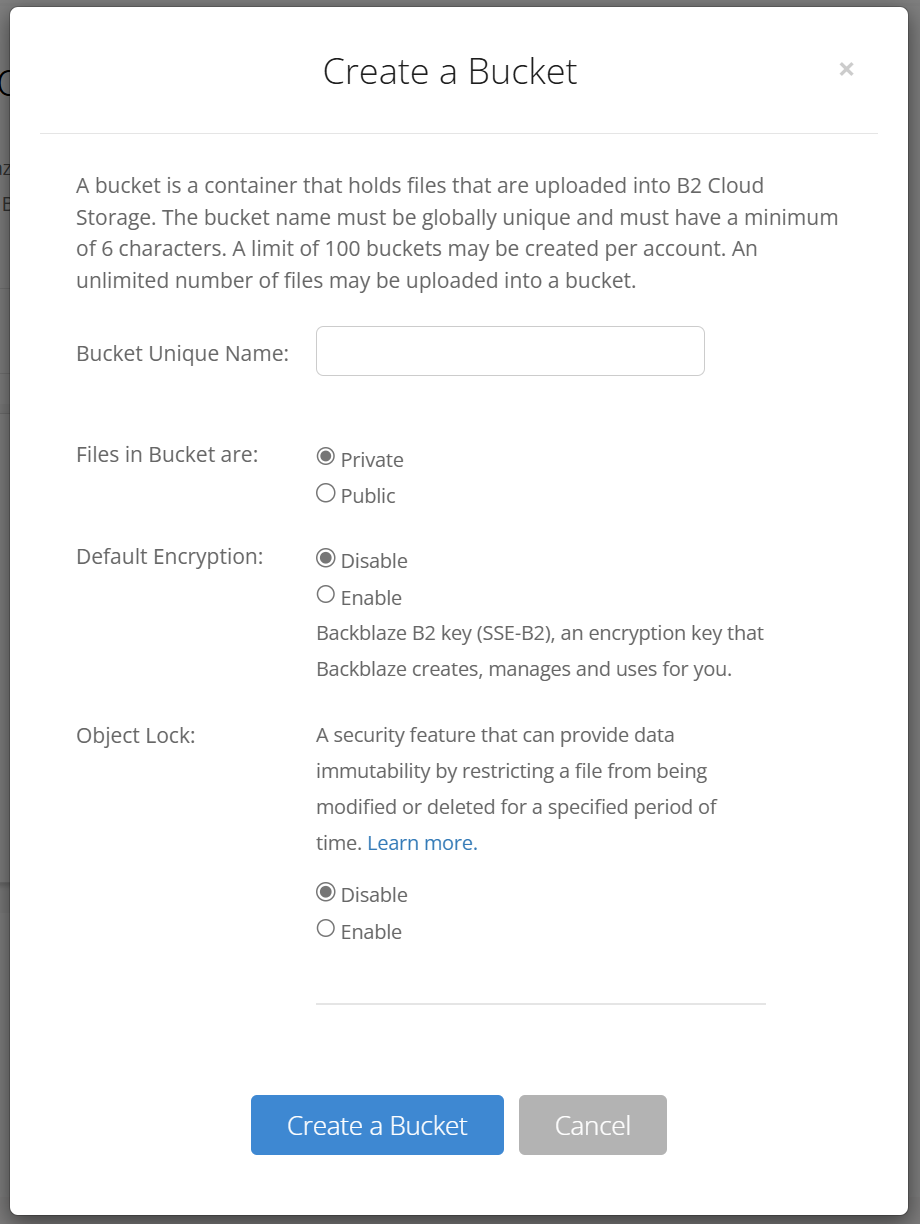 Create a Bucket
×
A bucket is a container that holds files that are uploaded into B2 Cloud
Storage. The bucket name must be globally unique and must have a minimum
of 6 characters. A limit of 100 buckets may be created per account. An
unlimited number of files may be uploaded into a bucket.
Bucket Unique Name:
Files in Bucket are:
Private
Public
Default Encryption:
Disable
Enable
Backblaze B2 key (SSE-B2), an encryption key that
Backblaze creates, manages and uses for you.
Object Lock:
A security feature that can provide data
immutability by restricting a file from being
modified or deleted for a specified period of
time. Learn more.
Disable
Enable
Create a Bucket
Cancel